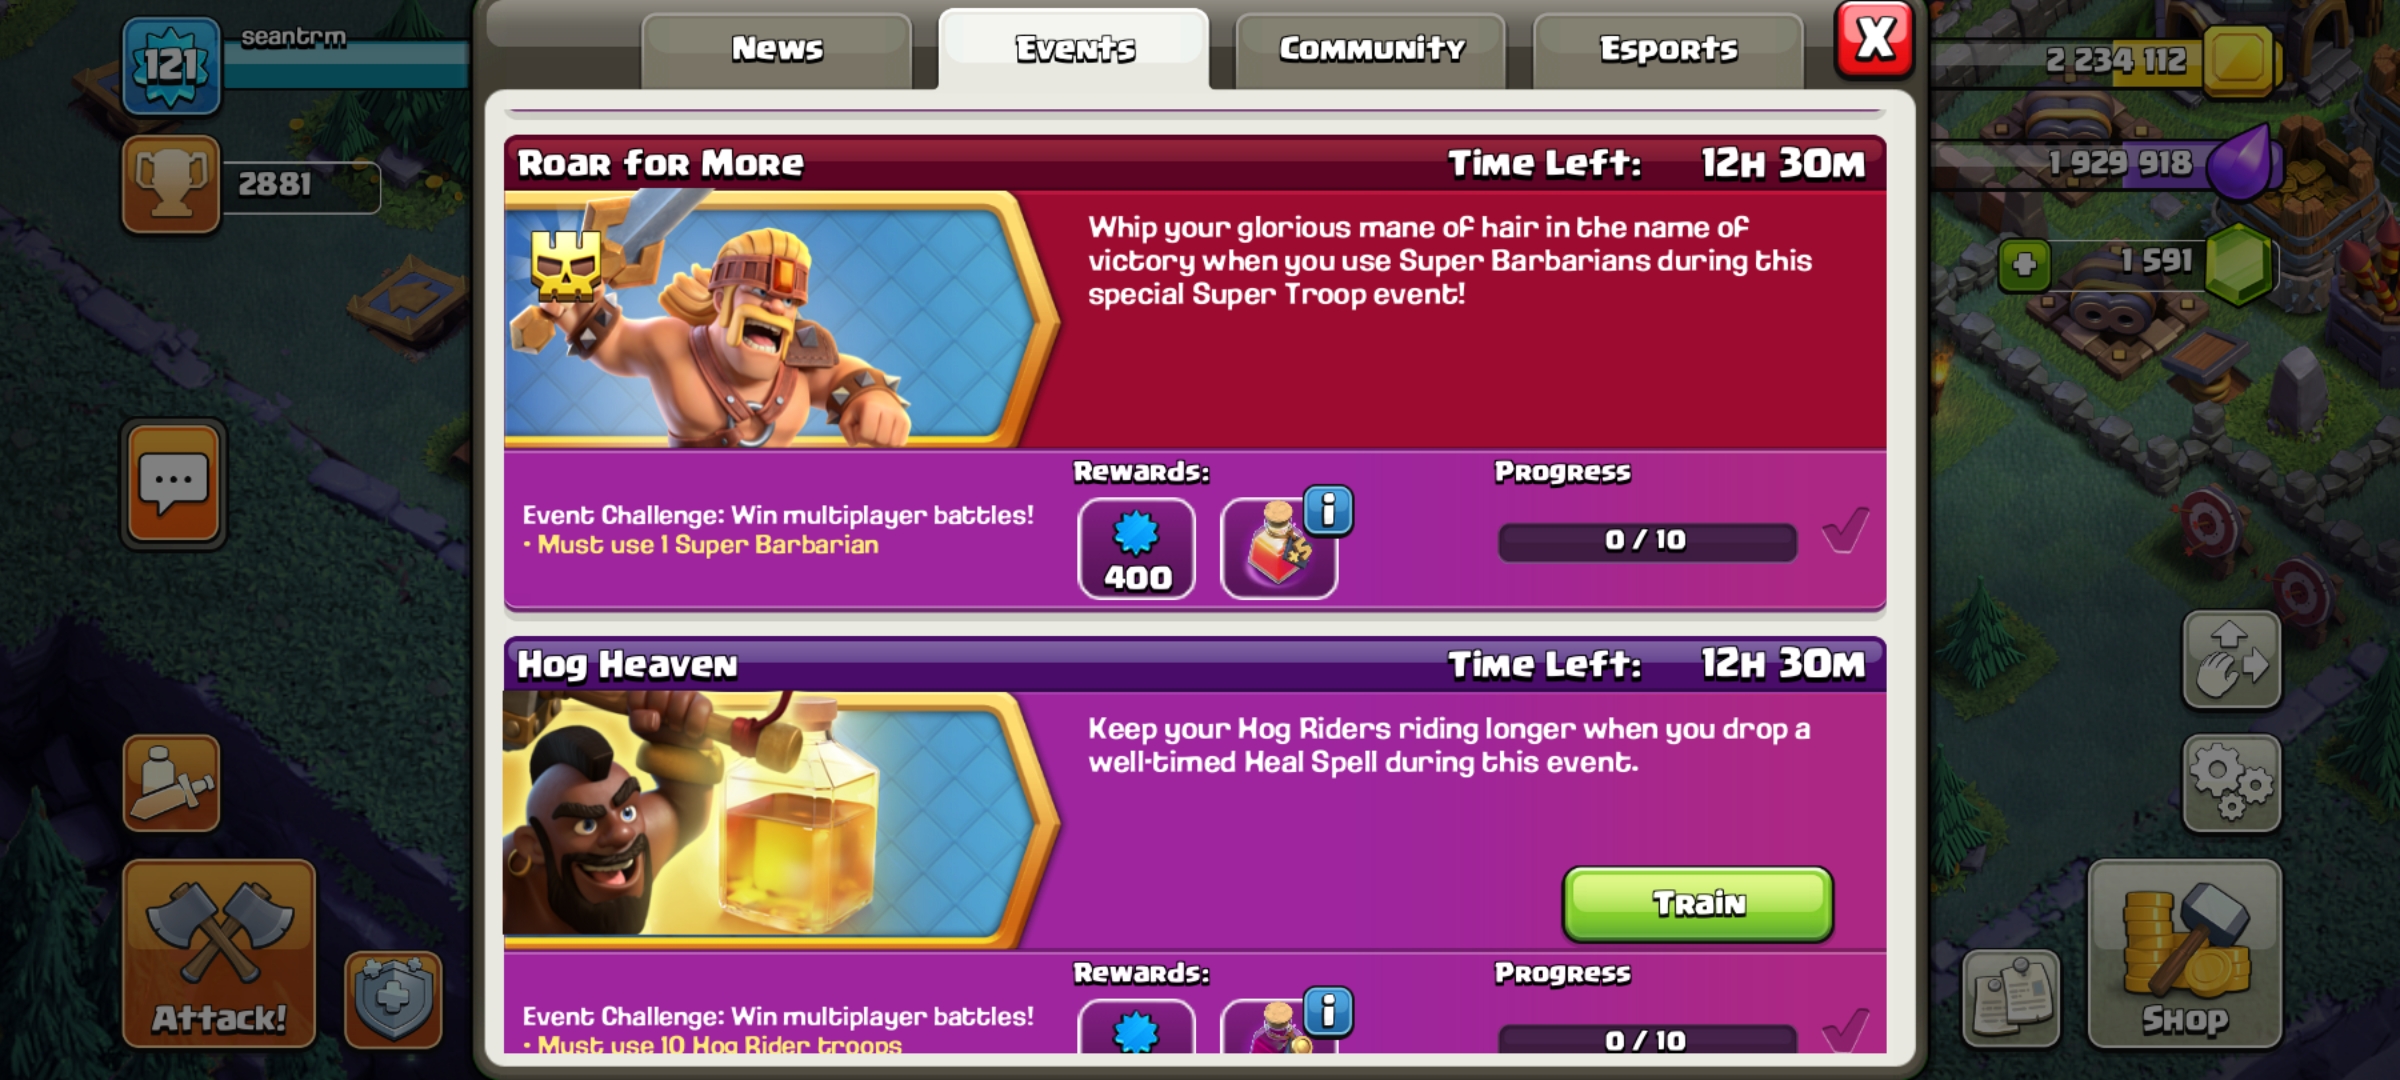 121
seantrm
2881
News
Events
Community
Esports
X
2 234 112
1 929 918
1 591
Roar for More
Time Left: 12H 30M
Whip your glorious mane of hair in the name of
victory when you use Super Barbarians during this
special Super Troop event!
Event Challenge: Win multiplayer battles!
• Must use 1 Super Barbarian
Rewards:
400
x5
i
Progress
0 / 10
Hog Heaven
Time Left: 12H 30M
Keep your Hog Riders riding longer when you drop a
well-timed Heal Spell during this event.
Train
Event Challenge: Win multiplayer battles!
• Must use 10 Hog Rider troops
Rewards:
i
Progress
0 / 10
Attack!
Shop